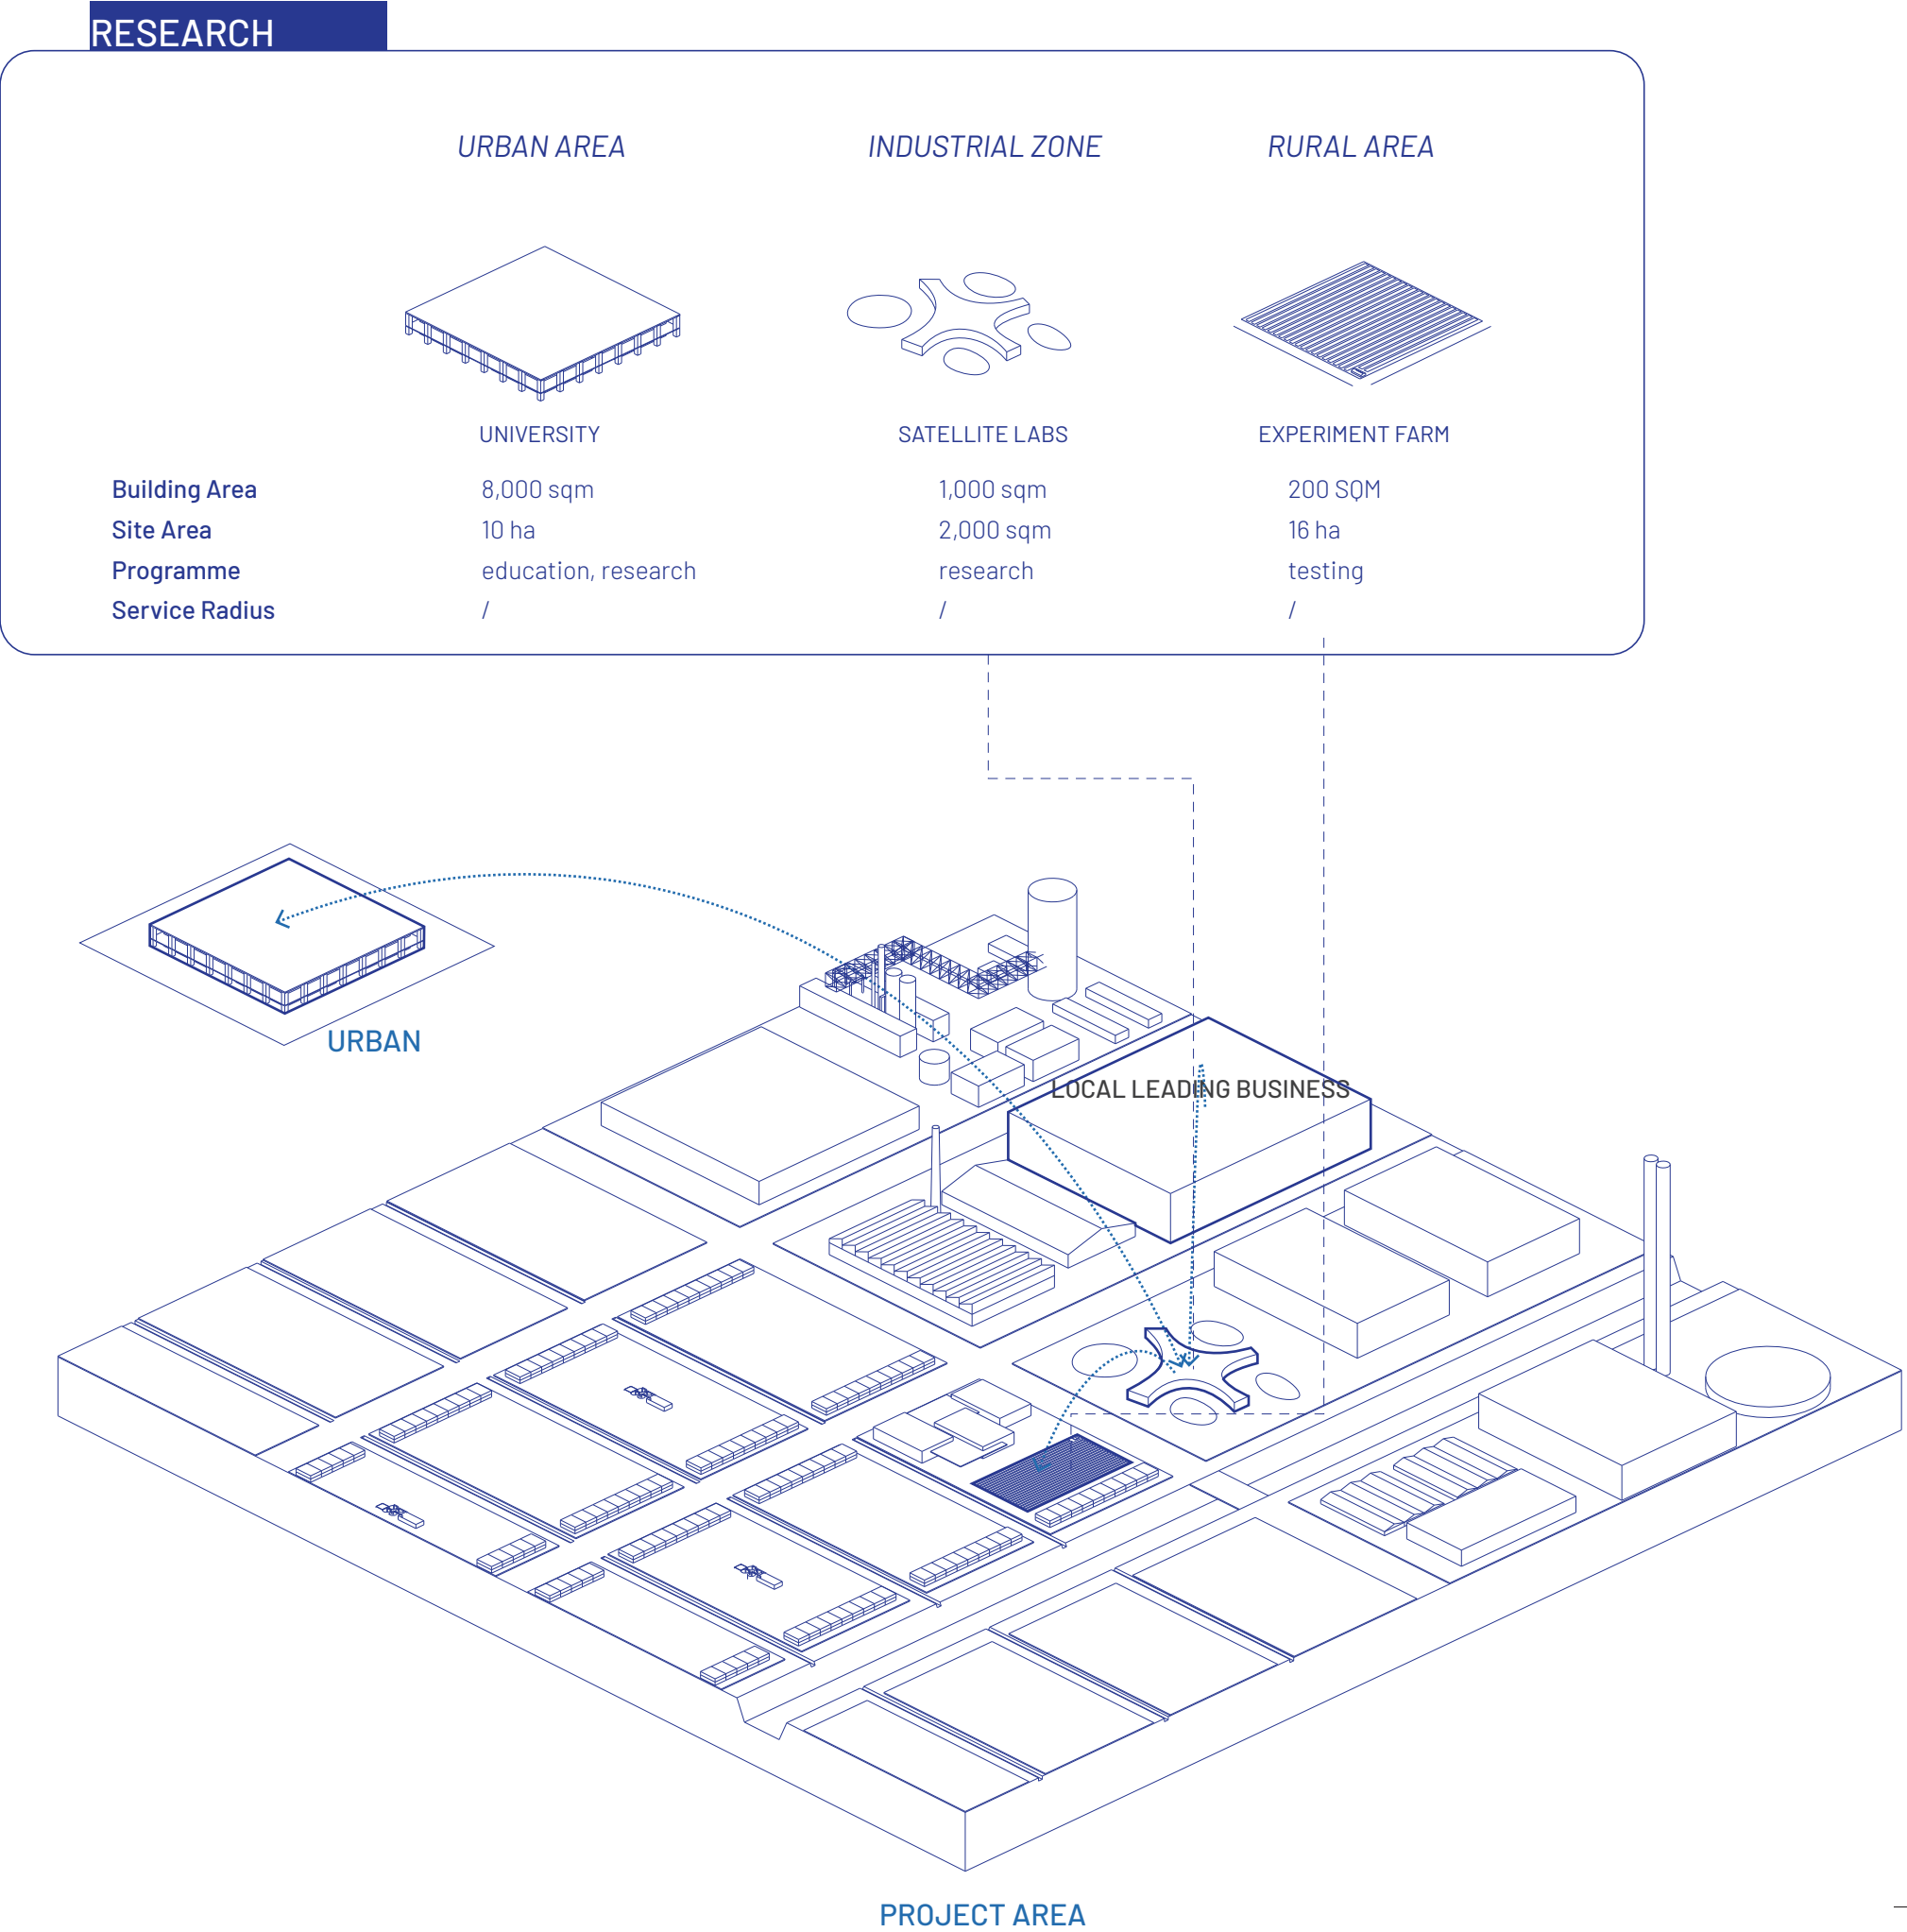 RESEARCH
URBAN AREA INDUSTRIAL ZONE RURAL AREA
UNIVERSITY SATELLITE LABS EXPERIMENT FARM
Building Area 8,000 sqm 1,000 sqm 200 SQM
Site Area 10 ha 2,000 sqm 16 ha
Programme education, research research testing
Service Radius / / /
URBAN
LOCAL LEADING BUSINESS
PROJECT AREA